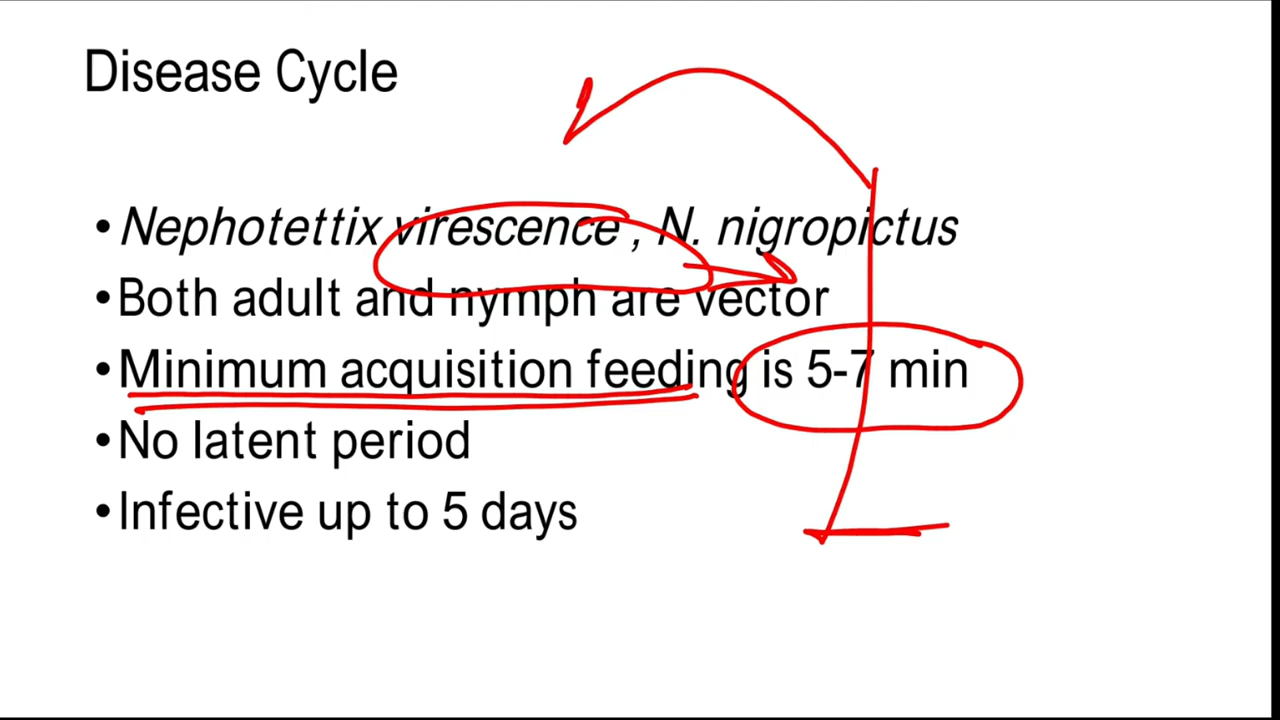 Disease Cycle
•Nephotettix virescence , N. nigropictus
•Both adult and nymph are vector
•Minimum acquisition feeding is 5-7 min
•No latent period
•Infective up to 5 days